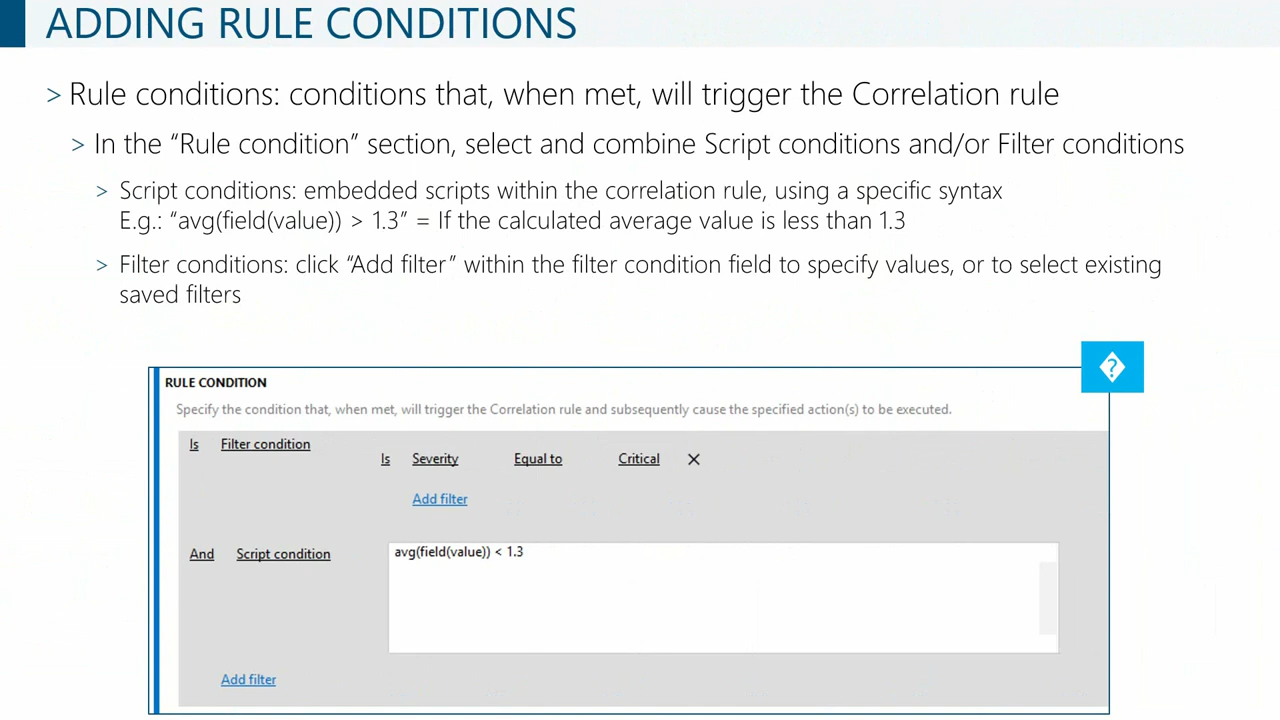 ADDING RULE CONDITIONS
> Rule conditions: conditions that, when met, will trigger the Correlation rule
> In the “Rule condition” section, select and combine Script conditions and/or Filter conditions
> Script conditions: embedded scripts within the correlation rule, using a specific syntax
E.g.: “avg(field(value)) > 1.3” = If the calculated average value is less than 1.3
> Filter conditions: click “Add filter” within the filter condition field to specify values, or to select existing
saved filters
?
RULE CONDITION
Specify the condition that, when met, will trigger the Correlation rule and subsequently cause the specified action(s) to be executed.
Is Filter condition
Is Severity Equal to Critical ✕
Add filter
And Script condition avg(field(value)) < 1.3
Add filter